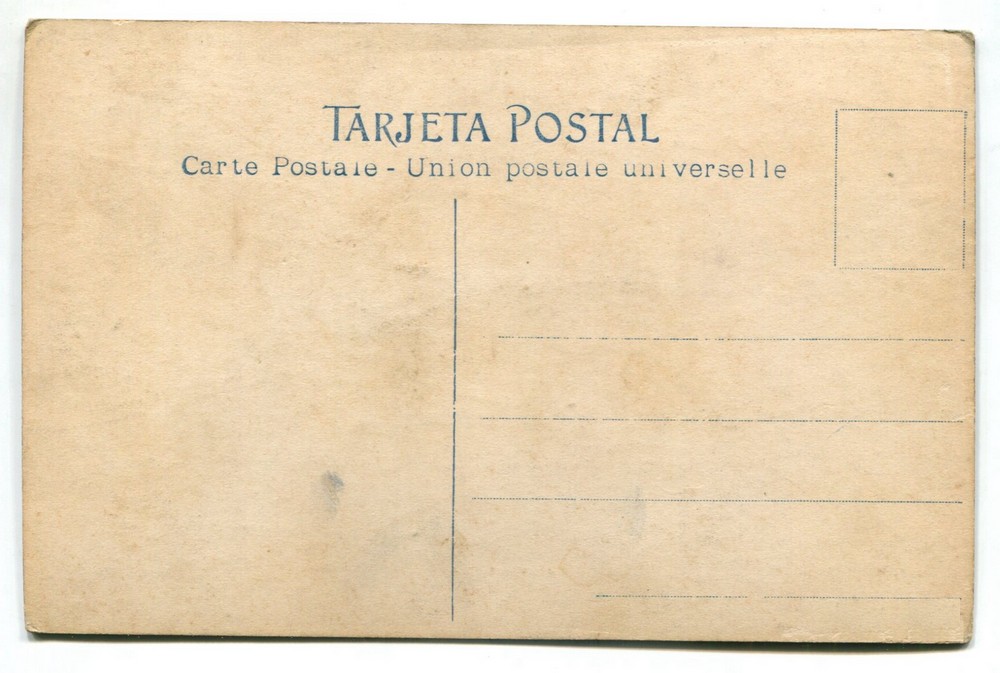 TARJETA POSTAL
Carte Postale - Union postale universelle